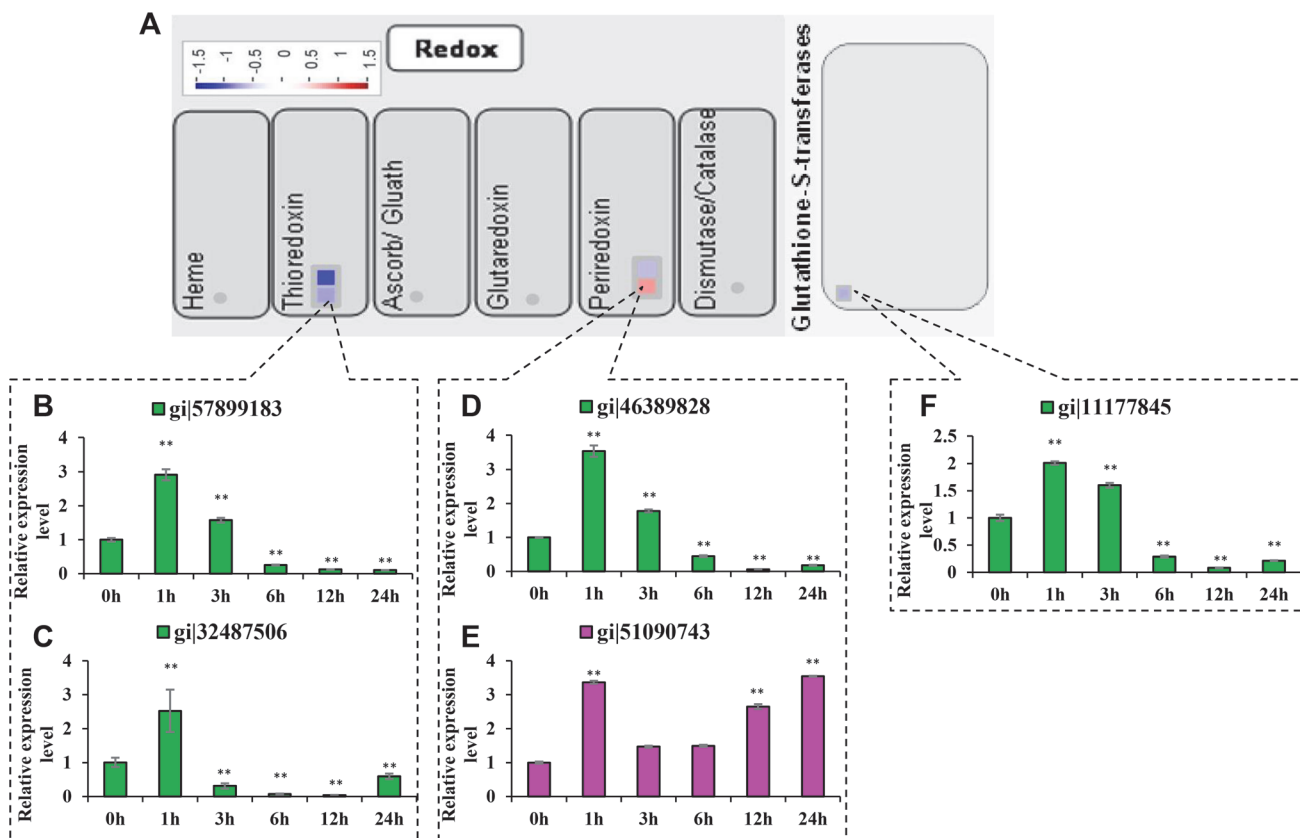 A
-1.5
-1
-0.5
0
0.5
1
1.5
Redox
Heme
Thioredoxin
Ascorb/ Gluath
Glutaredoxin
Periredoxin
Dismutase/Catalase
Glutathione-S-transferases
B
gi|57899183
Relative expression
level
4
3
2
1
0
**
**
**
**
**
0h 1h 3h 6h 12h 24h
C
gi|32487506
Relative expression
level
4
3
2
1
0
**
**
**
**
**
0h 1h 3h 6h 12h 24h
D
gi|46389828
Relative expression
level
4
3
2
1
0
**
**
**
**
**
0h 1h 3h 6h 12h 24h
E
gi|51090743
Relative expression
level
4
3
2
1
0
**
**
**
0h 1h 3h 6h 12h 24h
F
gi|11177845
Relative expression
level
2.5
2
1.5
1
0.5
0
**
**
**
**
**
0h 1h 3h 6h 12h 24h